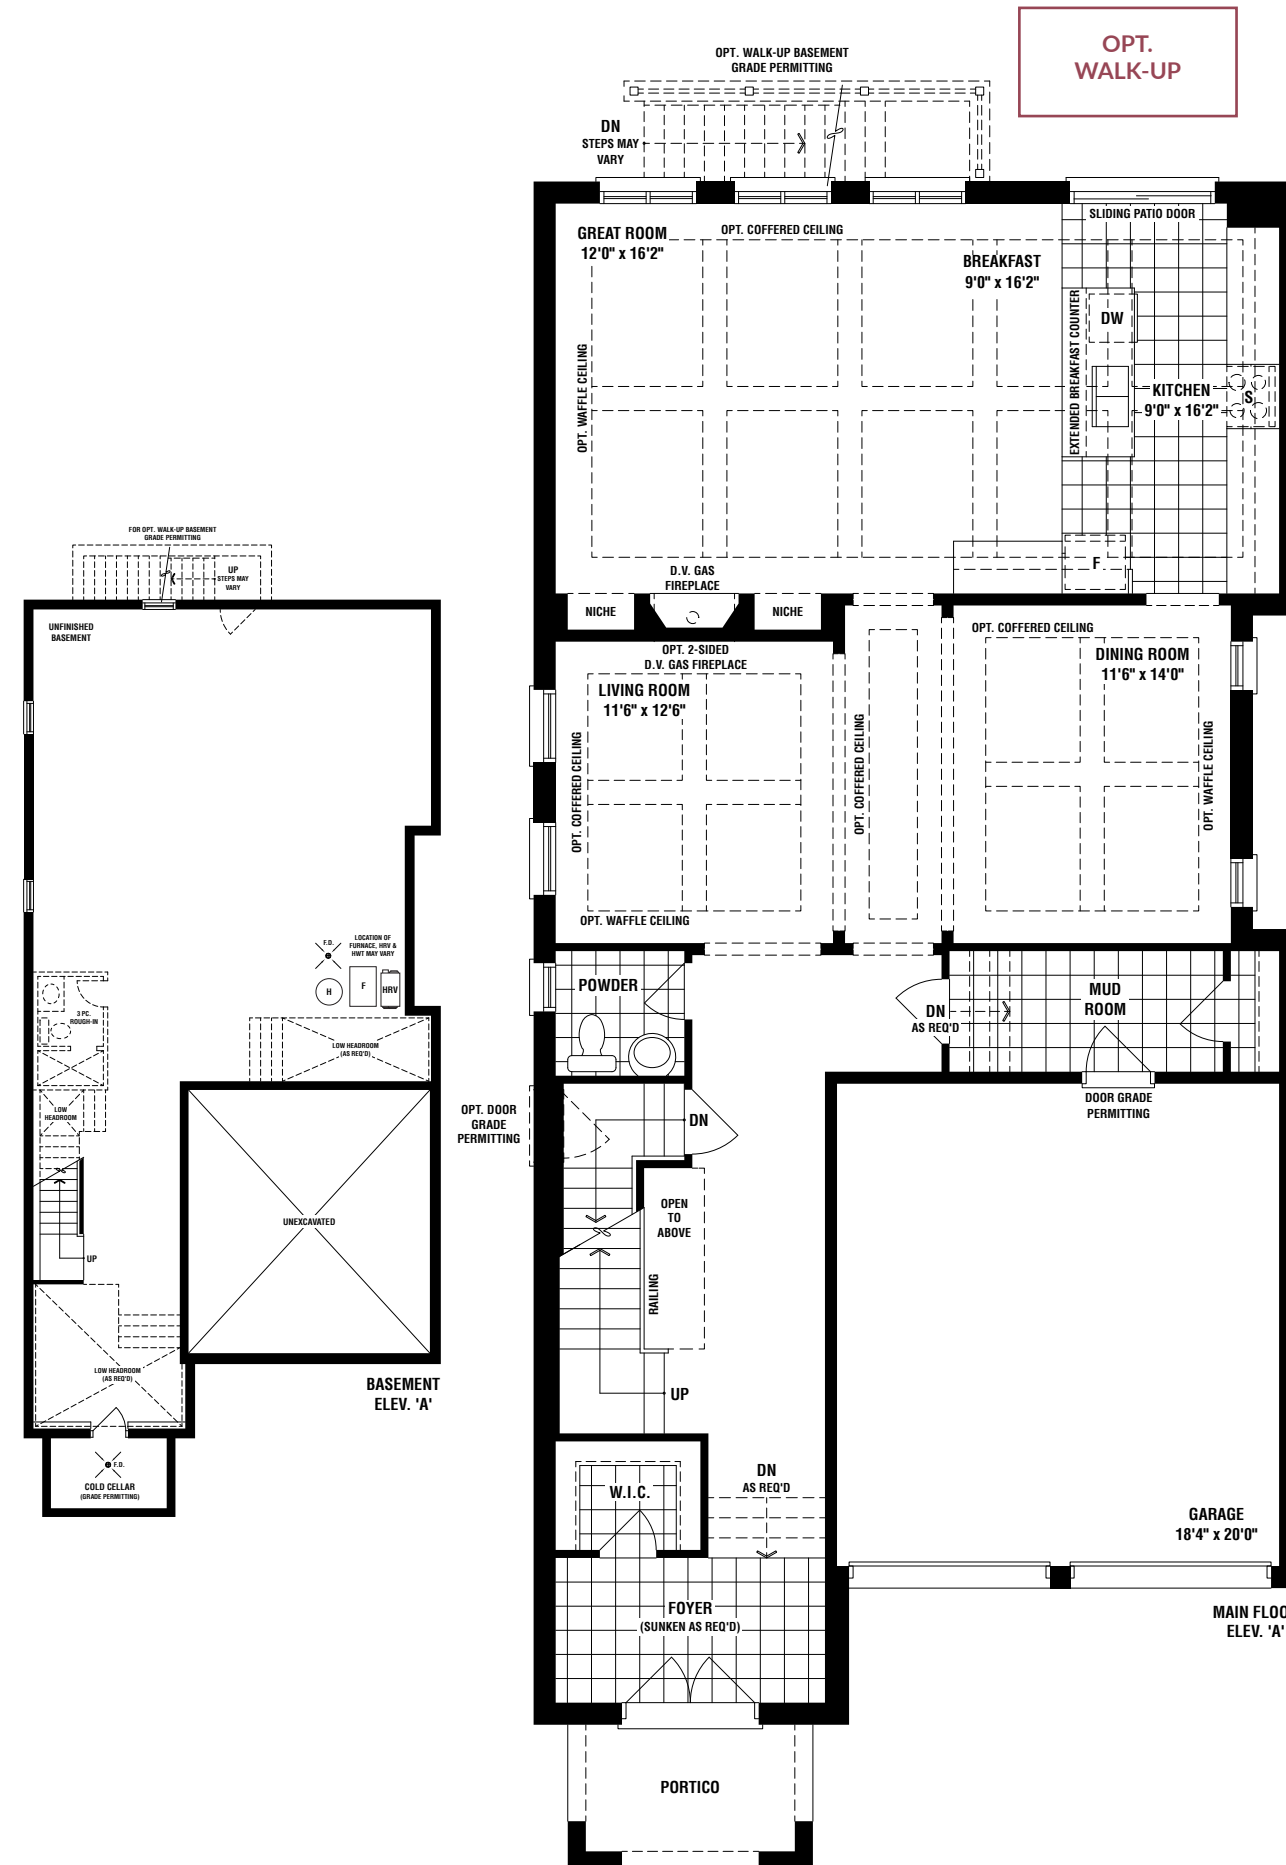 OPT.
WALK-UP
OPT. WALK-UP BASEMENT
GRADE PERMITTING
DN
STEPS MAY
VARY
SLIDING PATIO DOOR
GREAT ROOM
12'0" x 16'2"
OPT. COFFERED CEILING
BREAKFAST
9'0" x 16'2"
DW
EXTENDED BREAKFAST COUNTER
OPT. WAFFLE CEILING
KITCHEN
9'0" x 16'2"
S
F
D.V. GAS
FIREPLACE
NICHE
NICHE
OPT. 2-SIDED
D.V. GAS FIREPLACE
LIVING ROOM
11'6" x 12'6"
OPT. COFFERED CEILING
OPT. WAFFLE CEILING
OPT. COFFERED CEILING
OPT. COFFERED CEILING
DINING ROOM
11'6" x 14'0"
OPT. WAFFLE CEILING
POWDER
DN
AS REQ'D
MUD
ROOM
DOOR GRADE
PERMITTING
OPT. DOOR
GRADE
PERMITTING
DN
OPEN
TO
ABOVE
RAILING
UP
W.I.C.
DN
AS REQ'D
FOYER
(SUNKEN AS REQ'D)
GARAGE
18'4" x 20'0"
MAIN FLOO
ELEV. 'A'
PORTICO
FOR OPT. WALK-UP BASEMENT
GRADE PERMITTING
UP
STEPS MAY
VARY
UNFINISHED
BASEMENT
F.D.
LOCATION OF
FURNACE, HRV &
HWT MAY VARY
H
F
HRV
3 PC.
ROUGH-IN
LOW HEADROOM
(AS REQ'D)
LOW
HEADROOM
UNEXCAVATED
UP
LOW HEADROOM
(AS REQ'D)
BASEMENT
ELEV. 'A'
F.D.
COLD CELLAR
(GRADE PERMITTING)